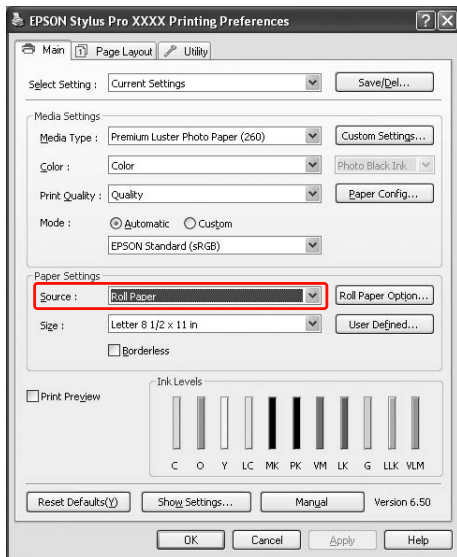 EPSON Stylus Pro XXXX Printing Preferences
Main Page Layout Utility
Select Setting : Current Settings Save/Del...
Media Settings
Media Type : Premium Luster Photo Paper (260) Custom Settings...
Color : Color Photo Black Ink
Print Quality : Quality Paper Config...
Mode : Automatic Custom
EPSON Standard (sRGB)
Paper Settings
Source : Roll Paper Roll Paper Option...
Size : Letter 8 1/2 x 11 in User Defined...
Borderless
Print Preview
Ink Levels
C O Y LC MK PK VM LK G LLK VLM
Reset Defaults(Y) Show Settings... Manual Version 6.50
OK Cancel Apply Help